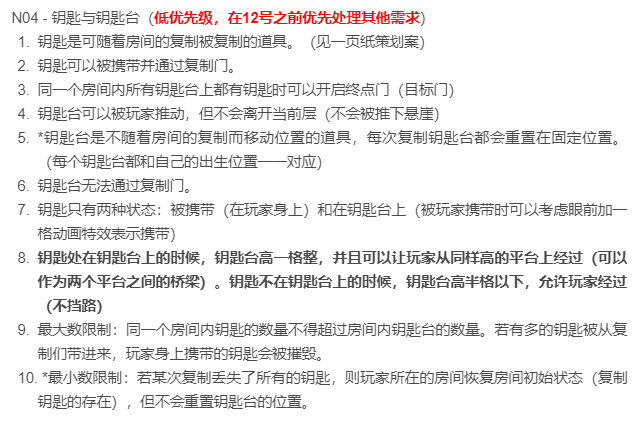 N04 - 钥匙与钥匙台（低优先级，在12号之前优先处理其他需求）
1. 钥匙是可随着房间的复制被复制的道具。（见一页纸策划案）
2. 钥匙可以被携带并通过复制门。
3. 同一个房间内所有钥匙台上都有钥匙时可以开启终点门（目标门）
4. 钥匙台可以被玩家推动，但不会离开当前层（不会被推下悬崖）
5. *钥匙台是不随着房间的复制而移动位置的道具，每次复制钥匙台都会重置在固定位置。
（每个钥匙台都和自己的出生位置一一对应）
6. 钥匙台无法通过复制门。
7. 钥匙只有两种状态：被携带（在玩家身上）和在钥匙台上（被玩家携带时可以考虑眼前加一
格动画特效表示携带）
8. 钥匙处在钥匙台上的时候，钥匙台高一格整，并且可以让玩家从同样高的平台上经过（可以
作为两个平台之间的桥梁）。钥匙不在钥匙台上的时候，钥匙台高半格以下，允许玩家经过
（不挡路）
9. 最大数限制：同一个房间内钥匙的数量不得超过房间内钥匙台的数量。若有多的钥匙被从复
制们带进来，玩家身上携带的钥匙会被摧毁。
10. *最小数限制：若某次复制丢失了所有的钥匙，则玩家所在的房间恢复房间初始状态（复制
钥匙的存在），但不会重置钥匙台的位置。